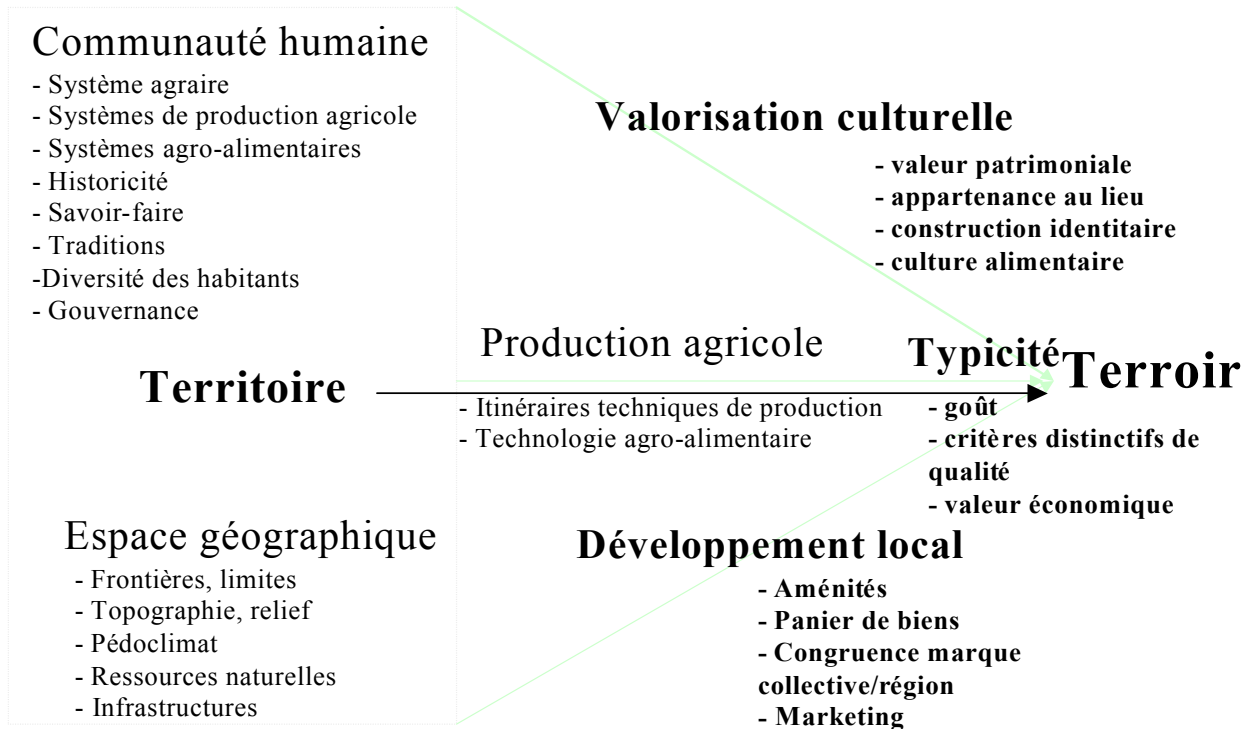 Communauté humaine
- Système agraire
- Systèmes de production agricole
- Systèmes agro-alimentaires
- Historicité
- Savoir-faire
- Traditions
-Diversité des habitants
- Gouvernance
Valorisation culturelle
- valeur patrimoniale
- appartenance au lieu
- construction identitaire
- culture alimentaire
Territoire
Production agricole
- Itinéraires techniques de production
- Technologie agro-alimentaire
Typicité
- goût
- critères distinctifs de
qualité
- valeur économique
Terroir
Espace géographique
- Frontières, limites
- Topographie, relief
- Pédoclimat
- Ressources naturelles
- Infrastructures
Développement local
- Aménités
- Panier de biens
- Congruence marque
collective/région
- Marketing